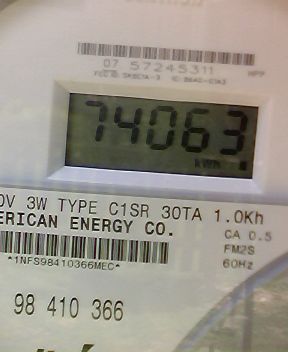 07 57245311
74063
kWh
0V 3W TYPE C1SR 30TA 1.0Kh
ERICAN ENERGY CO.
CA 0.5
FM2S
*1NFS98410366MEC*
60Hz
98 410 366